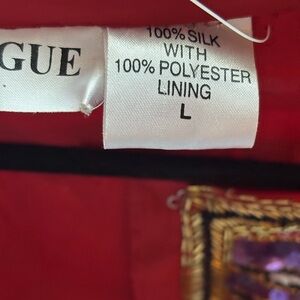 GUE
100% SILK
WITH
100% POLYESTER
LINING
L